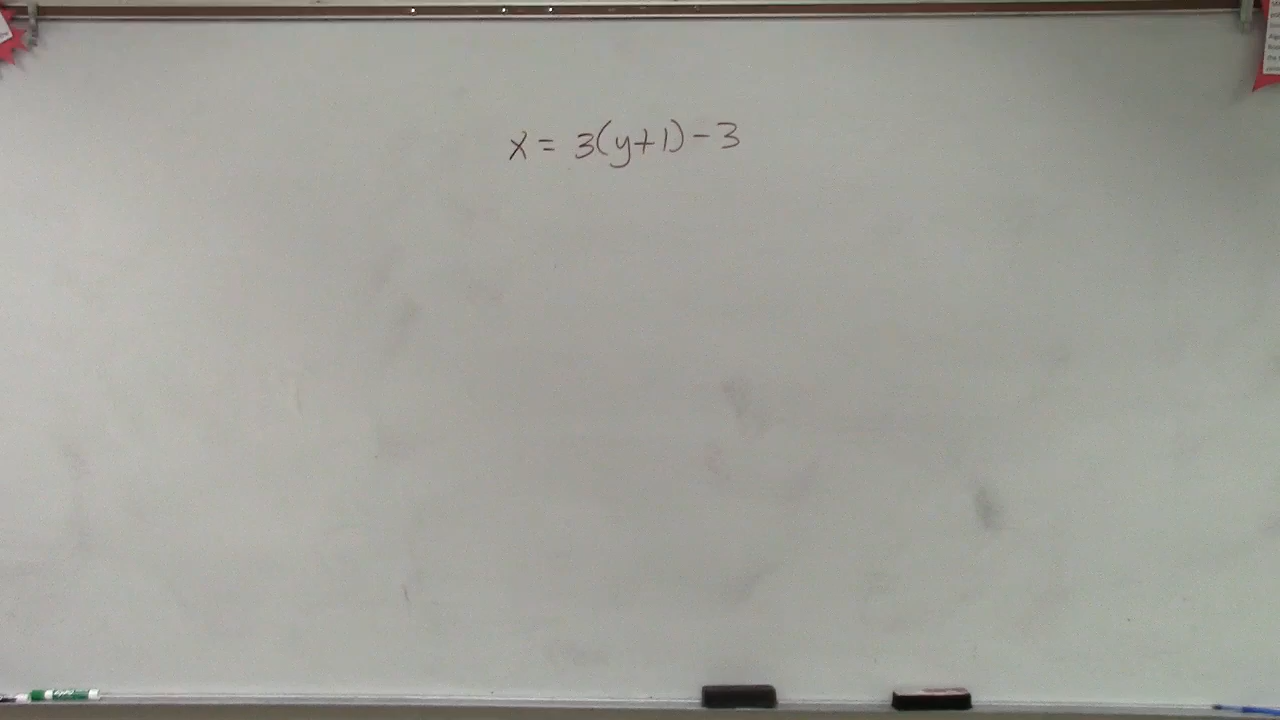 x = 3(y+1) - 3